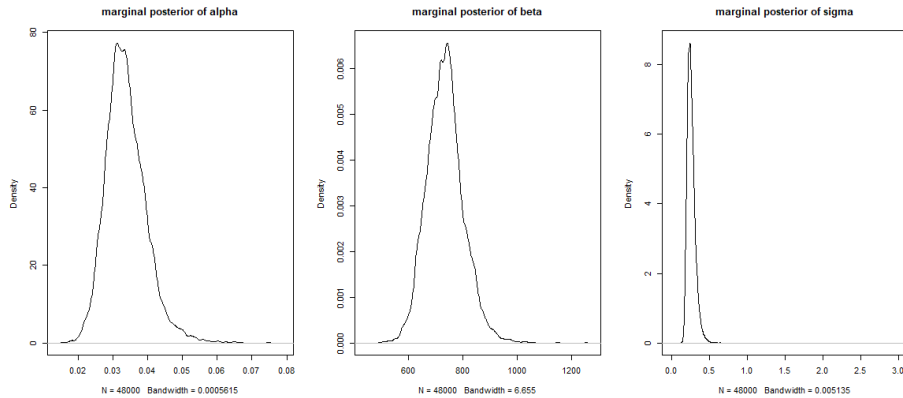 marginal posterior of alpha
marginal posterior of beta
marginal posterior of sigma
Density
80
60
40
20
0
0.02 0.03 0.04 0.05 0.06 0.07 0.08
N = 48000 Bandwidth = 0.0005615
Density
0.006
0.005
0.004
0.003
0.002
0.001
0.000
600 800 1000 1200
N = 48000 Bandwidth = 6.655
Density
8
6
4
2
0
0.0 0.5 1.0 1.5 2.0 2.5 3.0
N = 48000 Bandwidth = 0.005135